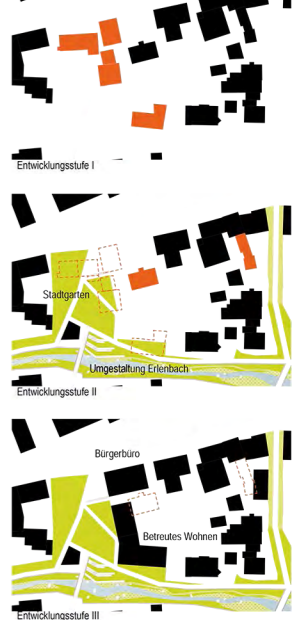 Entwicklungsstufe I
Stadtgarten
Umgestaltung Erlenbach
Entwicklungsstufe II
Bürgerbüro
Betreutes Wohnen
Entwicklungsstufe III